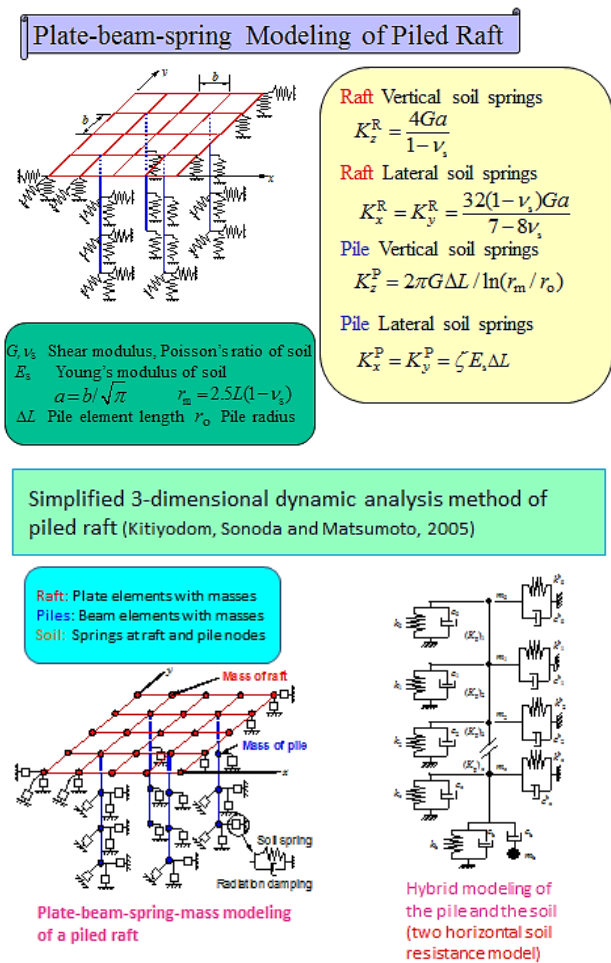 Plate-beam-spring Modeling of Piled Raft
y
b
b
x
Raft Vertical soil springs
K_z^R = 4Ga / (1 − ν_s)
Raft Lateral soil springs
K_x^R = K_y^R = 32(1 − ν_s)Ga / (7 − 8ν_s)
Pile Vertical soil springs
K_z^P = 2πGΔL / ln(r_m / r_o)
Pile Lateral soil springs
K_x^P = K_y^P = ζE_sΔL
G, ν_s Shear modulus, Poisson's ratio of soil
E_s Young's modulus of soil
a = b/√π r_m = 2.5L(1 − ν_s)
ΔL Pile element length r_o Pile radius
Simplified 3-dimensional dynamic analysis method of
piled raft (Kitiyodom, Sonoda and Matsumoto, 2005)
Raft: Plate elements with masses
Piles: Beam elements with masses
Soil: Springs at raft and pile nodes
y
Mass of raft
Mass of pile
x
Soil spring
Radiation damping
Plate-beam-spring-mass modeling
of a piled raft
Hybrid modeling of
the pile and the soil
(two horizontal soil
resistance model)